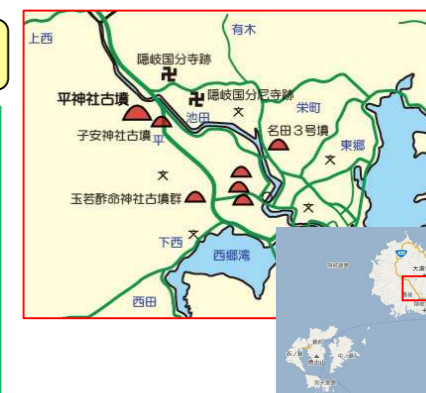 上西
有木
隠岐国分寺跡
平神社古墳
隠岐国分尼寺跡
池田
栄町
子安神社古墳
平
名田3号墳
東郷
玉若酢命神社古墳群
下西
西郷湾
西田